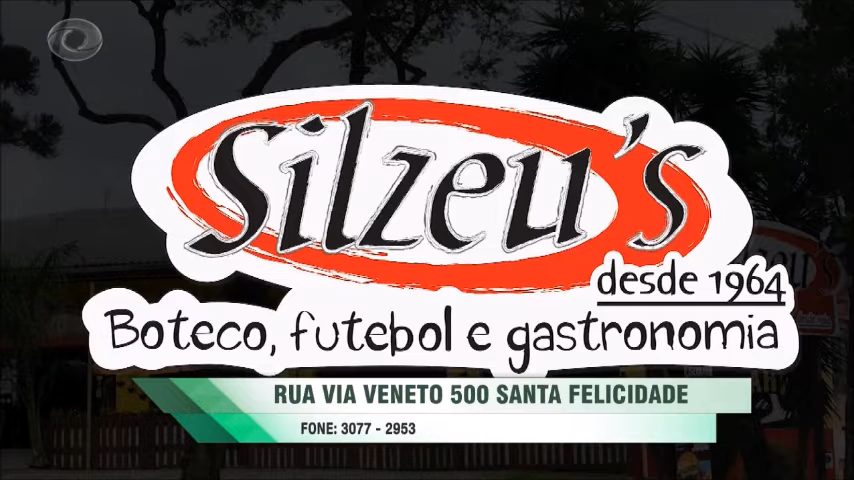 Silzeu's
desde 1964
Boteco, futebol e gastronomia
RUA VIA VENETO 500 SANTA FELICIDADE
FONE: 3077 - 2953